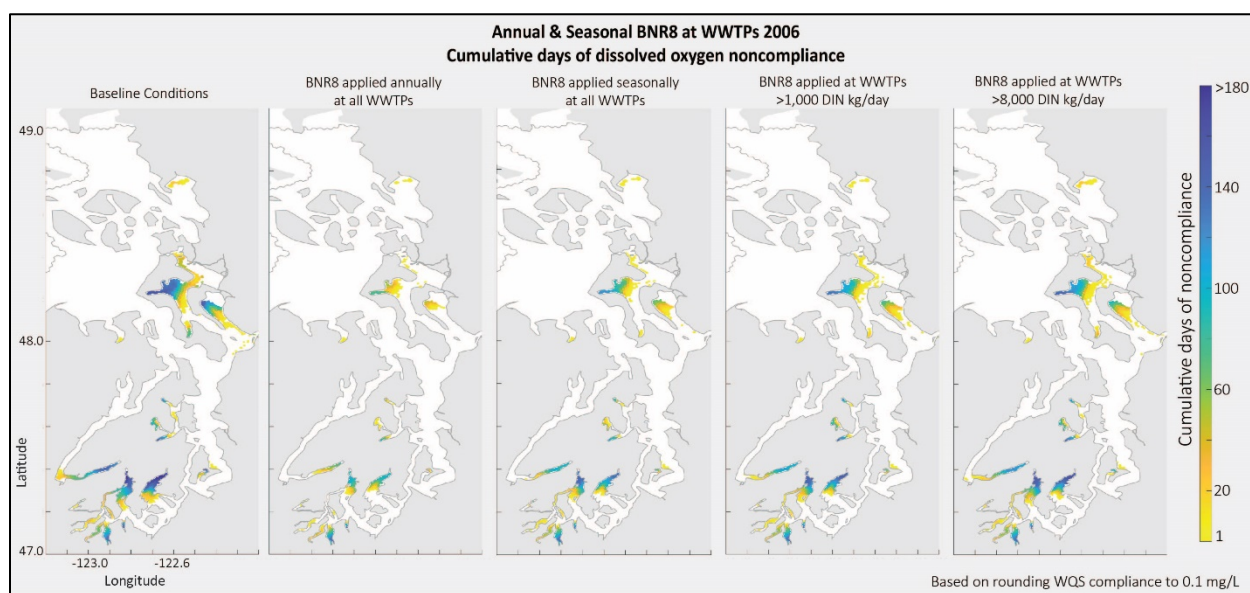 Annual & Seasonal BNR8 at WWTPs 2006
Cumulative days of dissolved oxygen noncompliance
Baseline Conditions
BNR8 applied annually
at all WWTPs
BNR8 applied seasonally
at all WWTPs
BNR8 applied at WWTPs
>1,000 DIN kg/day
BNR8 applied at WWTPs
>8,000 DIN kg/day
49.0
48.0
47.0
Latitude
-123.0 -122.6
Longitude
>180
140
100
60
20
1
Cumulative days of noncompliance
Based on rounding WQS compliance to 0.1 mg/L